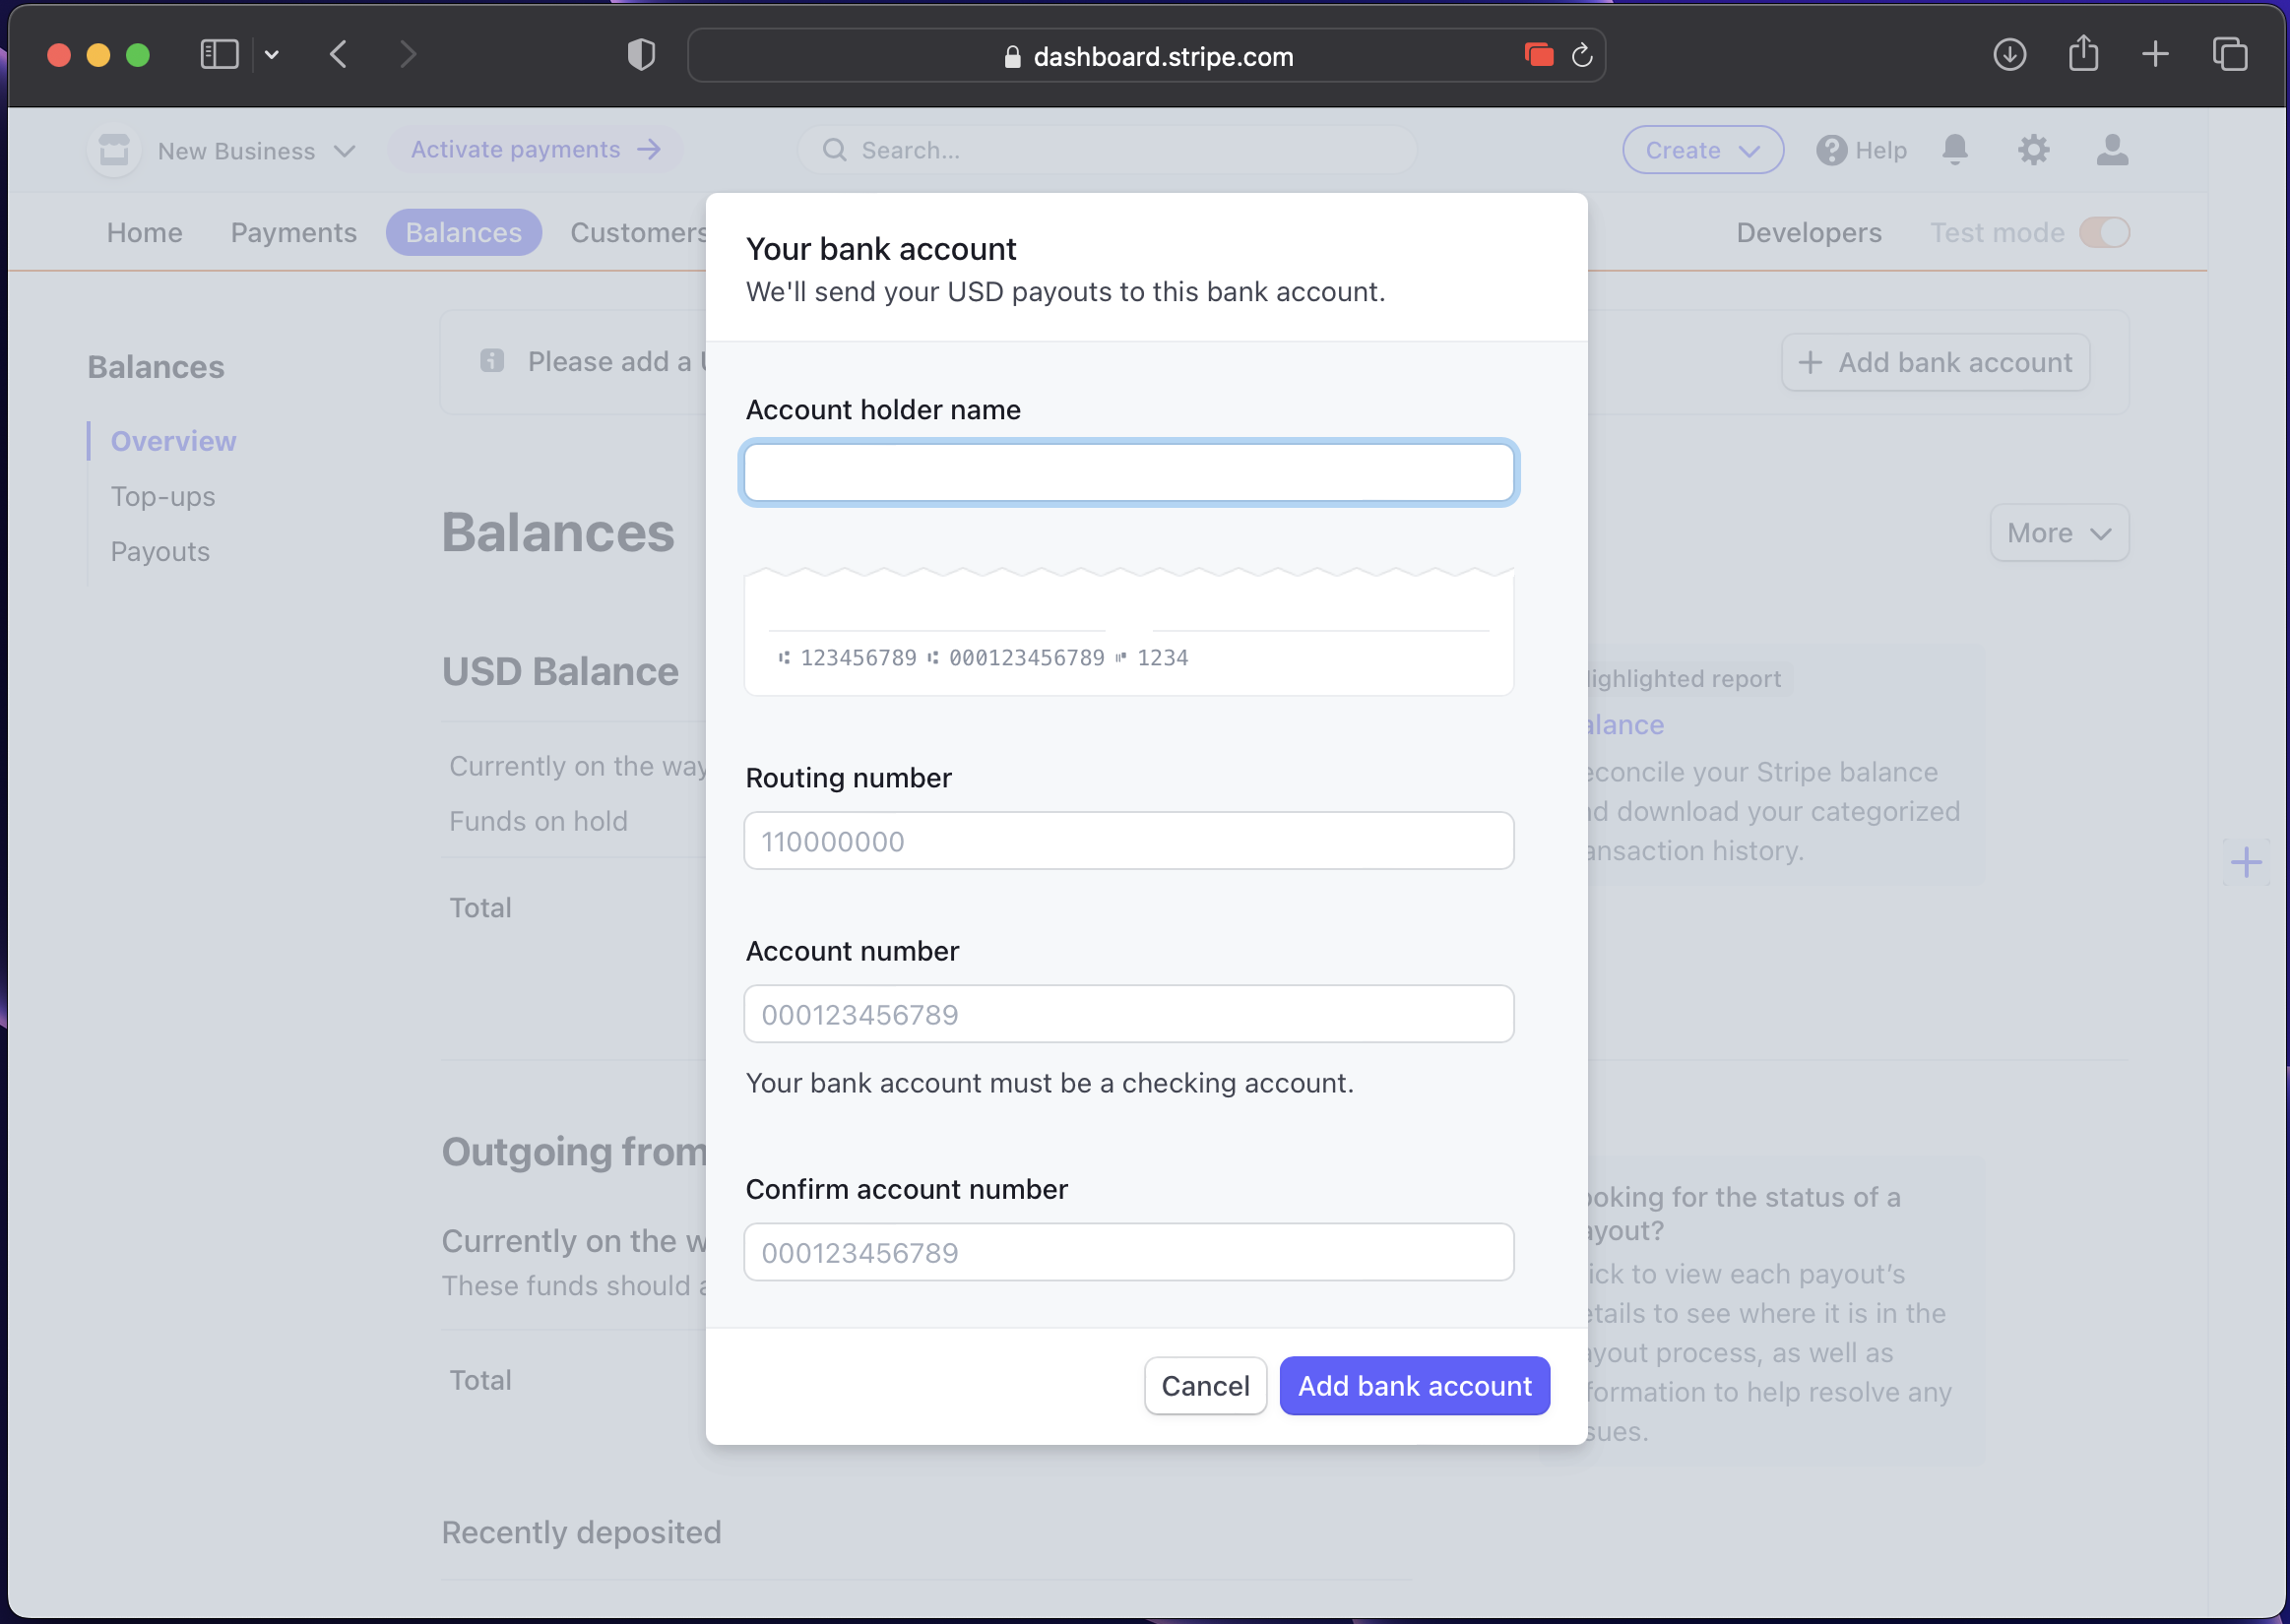 dashboard.stripe.com
New Business
Activate payments
Search...
Create
Help
Home
Payments
Balances
Customers
Developers
Test mode
Your bank account
We'll send your USD payouts to this bank account.
Please add a
Add bank account
Balances
Overview
Top-ups
Payouts
Balances
More
Account holder name
123456789 000123456789 1234
USD Balance
Currently on the way
Funds on hold
Total
ighlighted report
alance
econcile your Stripe balance
nd download your categorized
ansaction history.
Routing number
110000000
Account number
000123456789
Your bank account must be a checking account.
Confirm account number
000123456789
Outgoing from
Currently on the w
These funds should a
Total
ooking for the status of a
ayout?
ick to view each payout’s
etails to see where it is in the
ayout process, as well as
formation to help resolve any
sues.
Cancel
Add bank account
Recently deposited